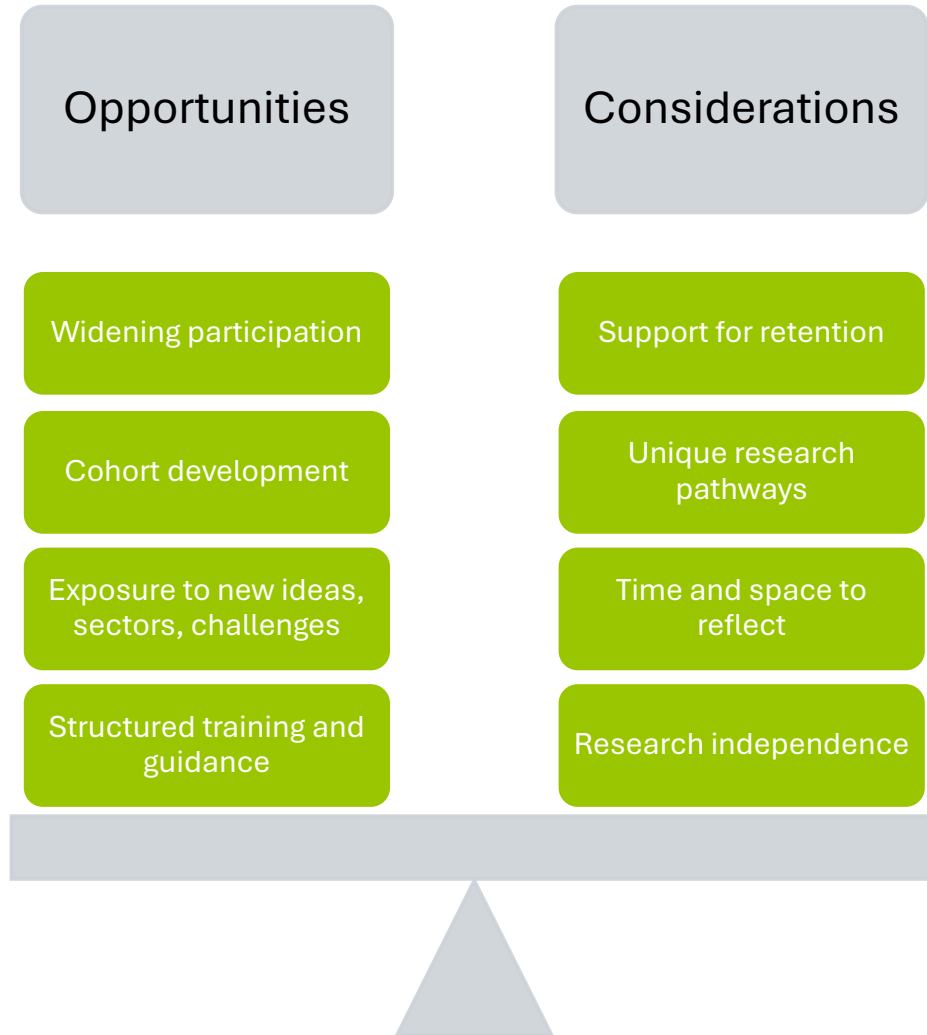 Opportunities
Widening participation
Cohort development
Exposure to new ideas,
sectors, challenges
Structured training and
guidance
Considerations
Support for retention
Unique research
pathways
Time and space to
reflect
Research independence